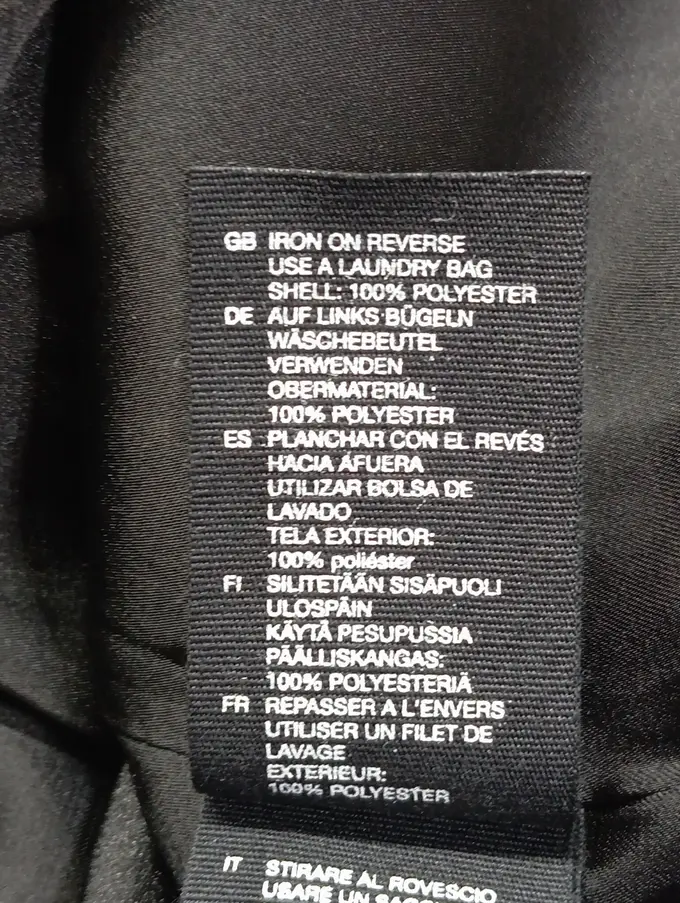 GB IRON ON REVERSE
USE A LAUNDRY BAG
SHELL: 100% POLYESTER
DE AUF LINKS BÜGELN
WÄSCHEBEUTEL
VERWENDEN
OBERMATERIAL:
100% POLYESTER
ES PLANCHAR CON EL REVÉS
HACIA AFUERA
UTILIZAR BOLSA DE
LAVADO
TELA EXTERIOR:
100% poliéster
FI SILITETÄÄN SISÄPUOLI
ULOSPÄIN
KÄYTÄ PESUPUSSIA
PÄÄLLISKANGAS:
100% POLYESTERIÄ
FR REPASSER A L'ENVERS
UTILISER UN FILET DE
LAVAGE
EXTERIEUR:
100% POLYESTER
IT STIRARE AL ROVESCIO
USARE UN